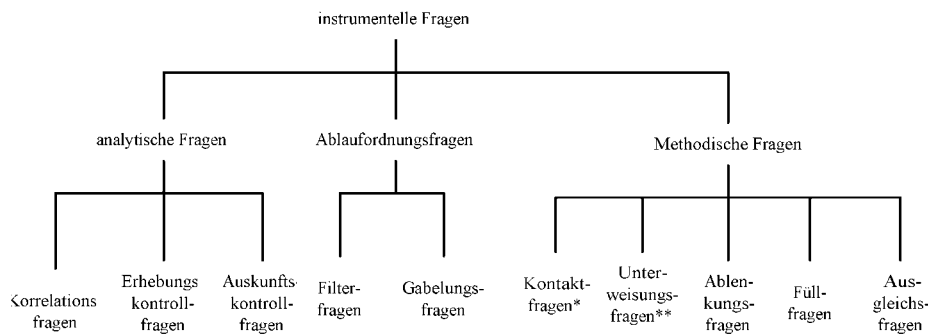 instrumentelle Fragen
analytische Fragen
Ablaufordnungsfragen
Methodische Fragen
Korrelations
fragen
Erhebungs
kontroll-
fragen
Auskunfts-
kontroll-
fragen
Filter-
fragen
Gabelungs-
fragen
Kontakt-
fragen*
Unter-
weisungs-
fragen**
Ablen-
kungs-
fragen
Füll-
fragen
Aus-
gleichs-
fragen